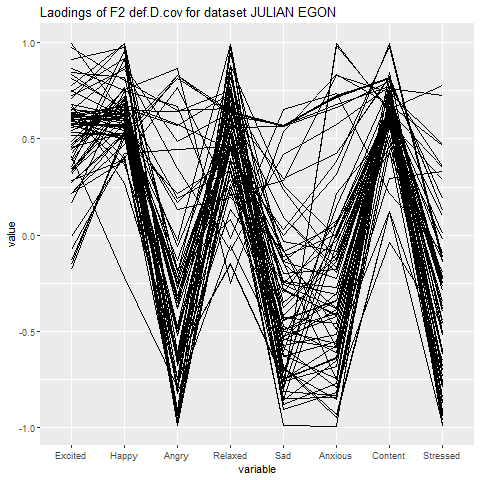 Laodings of F2 def.D.cov for dataset JULIAN EGON
1.0
0.5
0.0
-0.5
-1.0
value
Excited Happy Angry Relaxed Sad Anxious Content Stressed
variable